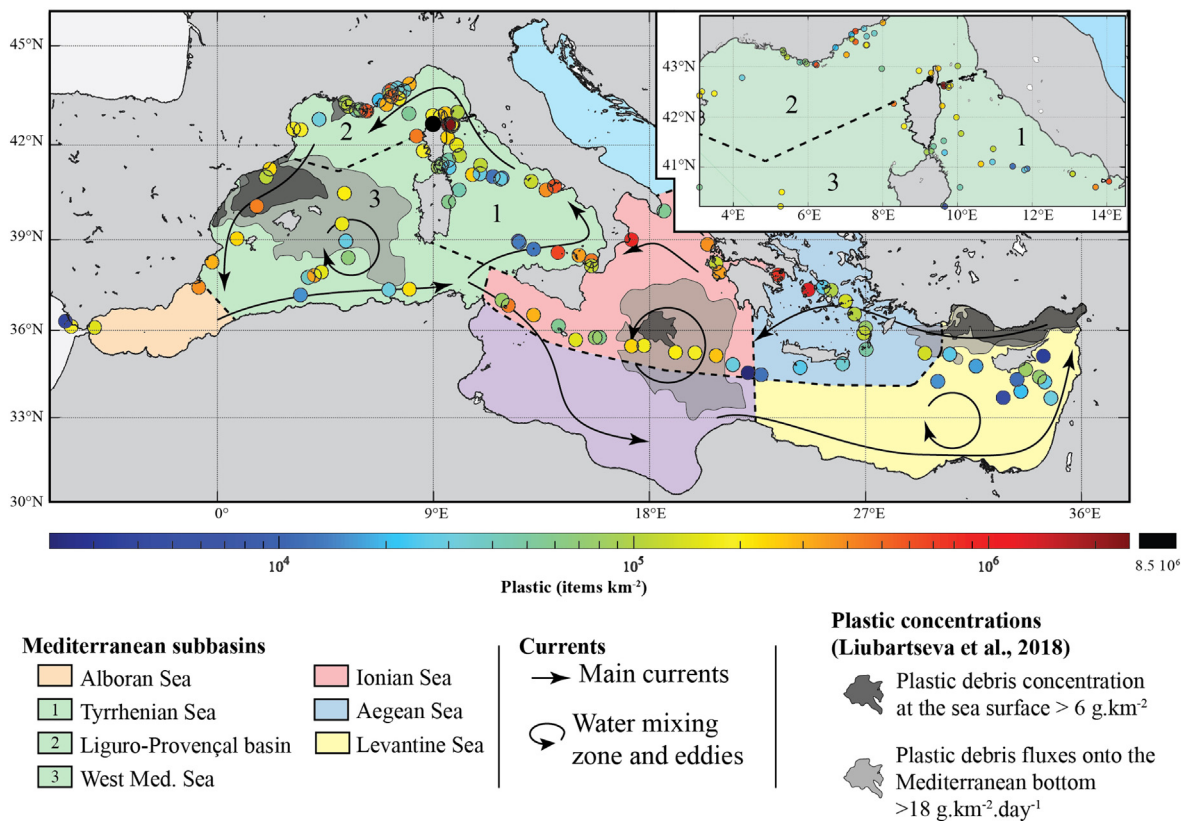 45°N
42°N
39°N
36°N
33°N
30°N
0°
9°E
18°E
27°E
36°E
2
3
1
43°N
42°N
41°N
4°E
6°E
8°E
10°E
12°E
14°E
2
3
3
1
10⁴
10⁵
10⁶
8.5 10⁶
Plastic (items km⁻²)
Mediterranean subbasins
Alboran Sea
1 Tyrrhenian Sea
2 Liguro-Provençal basin
3 West Med. Sea
Ionian Sea
Aegean Sea
Levantine Sea
Currents
Main currents
Water mixing
zone and eddies
Plastic concentrations
(Liubartseva et al., 2018)
Plastic debris concentration
at the sea surface > 6 g.km⁻²
Plastic debris fluxes onto the
Mediterranean bottom
>18 g.km⁻².day⁻¹